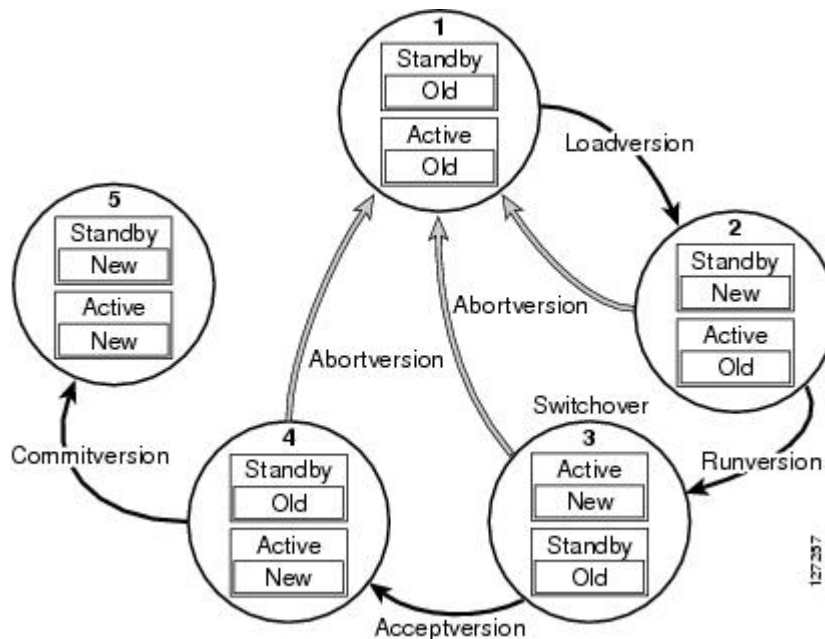 1
Standby
Old
Active
Old
Loadversion
5
Standby
New
Active
New
2
Standby
New
Active
Old
Abortversion
Abortversion
Switchover
4
Standby
Old
Active
New
3
Active
New
Standby
Old
Commitversion
Runversion
Acceptversion
127257